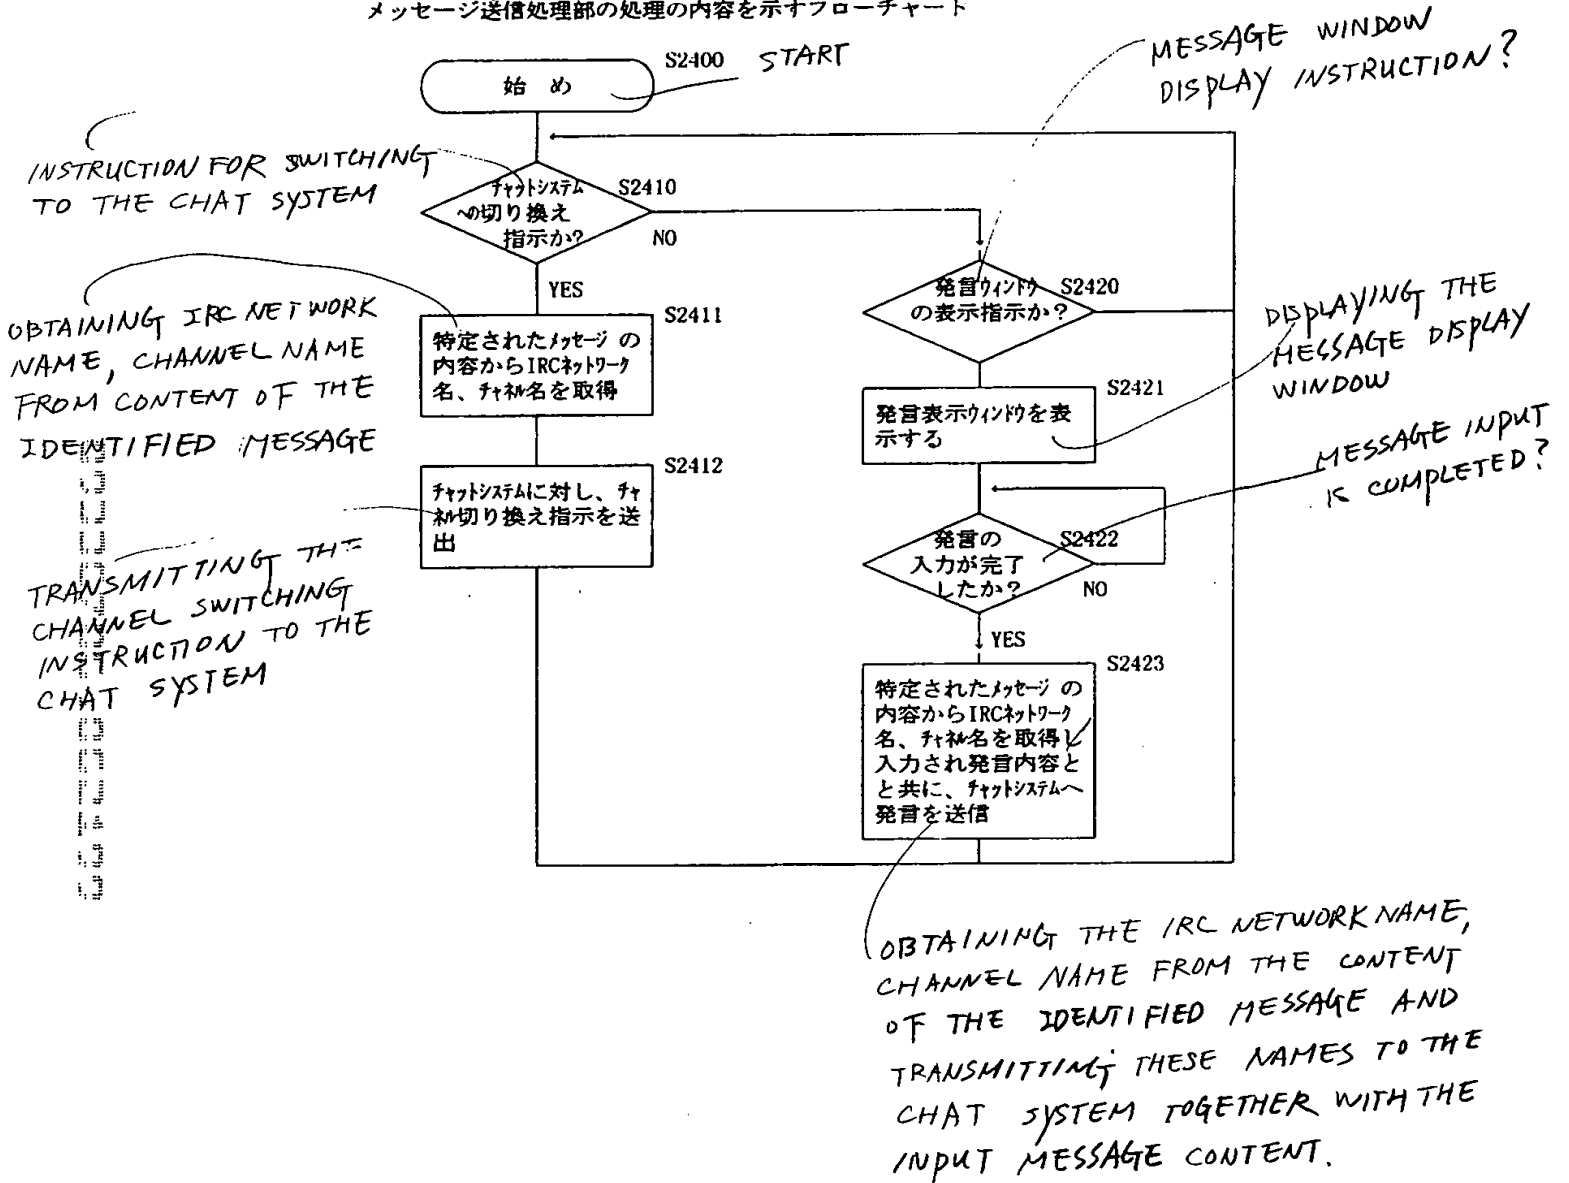 メッセージ送信処理部の処理の内容を示すフローチャート
S2400
始 め
START
MESSAGE WINDOW
DISPLAY INSTRUCTION?
INSTRUCTION FOR SWITCHING
TO THE CHAT SYSTEM
チャットシステム
への切り換え
指示か?
S2410
NO
YES
発言ウィンドウ
の表示指示か?
S2420
OBTAINING IRC NETWORK
NAME, CHANNEL NAME
FROM CONTENT OF THE
IDENTIFIED MESSAGE
S2411
特定されたメッセージ の
内容からIRCネットワーク
名、チャネル名を取得
DISPLAYING THE
MESSAGE DISPLAY
WINDOW
S2421
発言表示ウィンドウを表
示する
S2412
チャットシステムに対し、チャ
ネル切り換え指示を送
出
MESSAGE INPUT
IS COMPLETED?
TRANSMITTING THE
CHANNEL SWITCHING
INSTRUCTION TO THE
CHAT SYSTEM
発言の
入力が完了
したか?
S2422
NO
YES
S2423
特定されたメッセージ の
内容からIRCネットワーク
名、チャネル名を取得し
入力され発言内容と
と共に、チャットシステムへ
発言を送信
OBTAINING THE IRC NETWORK NAME,
CHANNEL NAME FROM THE CONTENT
OF THE IDENTIFIED MESSAGE AND
TRANSMITTING THESE NAMES TO THE
CHAT SYSTEM TOGETHER WITH THE
INPUT MESSAGE CONTENT.